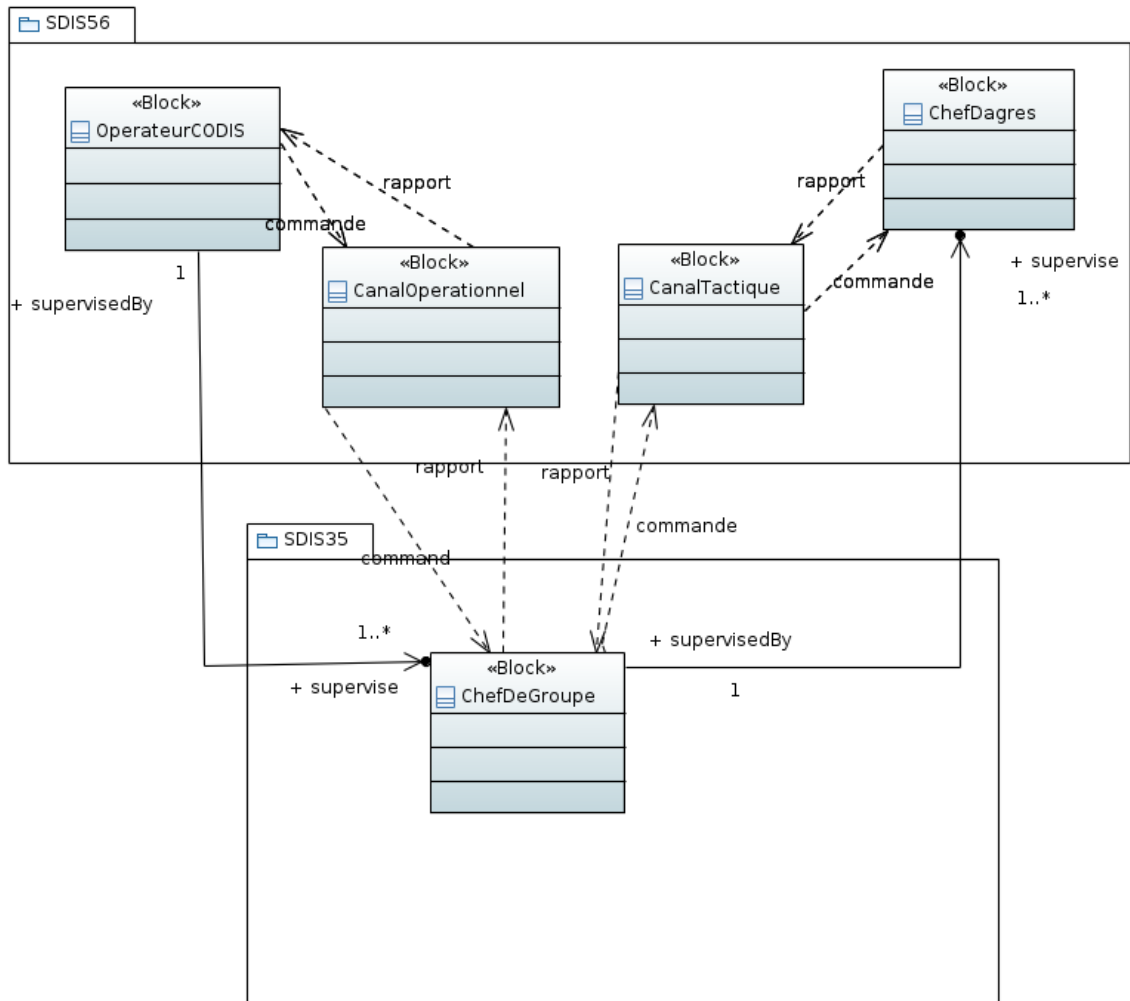 SDIS56
«Block»
OperateurCODIS
«Block»
ChefDagres
rapport
rapport
commande
«Block»
CanalOperationnel
«Block»
CanalTactique
commande
1
+ supervisedBy
+ supervise
1..*
rapport
rapport
commande
SDIS35
command
1..*
+ supervise
«Block»
ChefDeGroupe
+ supervisedBy
1